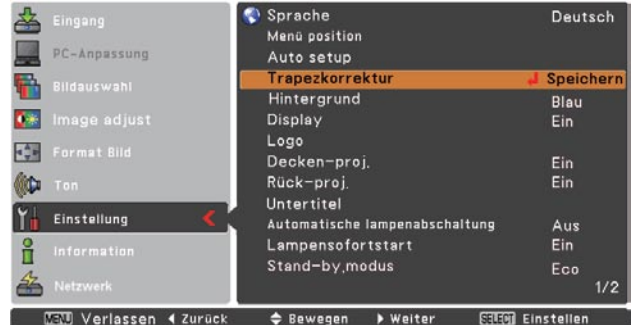 Eingang
PC-Anpassung
Bildauswahl
Image adjust
Format Bild
Ton
Einstellung
Information
Netzwerk
Sprache Deutsch
Menü position
Auto setup
Trapezkorrektur Speichern
Hintergrund Blau
Display Ein
Logo
Decken-proj. Ein
Rück-proj. Ein
Untertitel
Automatische lampenabschaltung Aus
Lampensofortstart Ein
Stand-by,modus Eco
1/2
MENU Verlassen Zurück Bewegen Weiter SELECT Einstellen